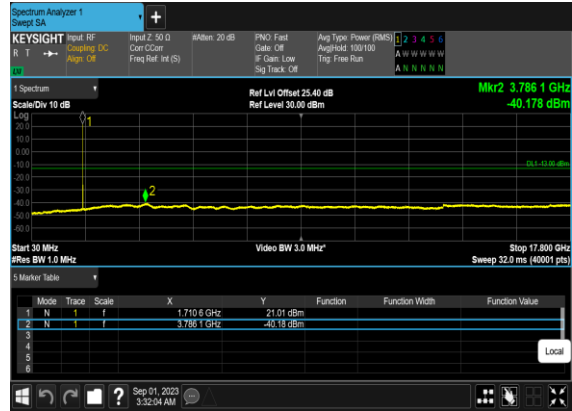 Spectrum Analyzer 1
Swept SA
+
KEYSIGHT Input: RF Input Z: 50 Ω #Atten: 20 dB PNO: Fast Avg Type: Power (RMS) 1 2 3 4 5 6
R T Coupling: DC Corr CCorr Gate: Off Avg|Hold: 100/100 A W W W W W
Align: Off Freq Ref: Int (S) IF Gain: Low Trig: Free Run
Sig Track: Off A N N N N N
1 Spectrum Ref Lvl Offset 25.40 dB Mkr2 3.786 1 GHz
Scale/Div 10 dB Ref Level 30.00 dBm -40.178 dBm
Log
20.0
10.0
0.00
-10.0
-20.0
-30.0
-40.0
-50.0
-60.0
1
DL1 -13.00 dBm
2
Start 30 MHz Video BW 3.0 MHz* Stop 17.800 GHz
#Res BW 1.0 MHz Sweep 32.0 ms (40001 pts)
5 Marker Table
Mode Trace Scale X Y Function Function Width Function Value
1 N 1 f 1.710 6 GHz 21.01 dBm
2 N 1 f 3.786 1 GHz -40.18 dBm
3
4
5
6
Local
? Sep 01, 2023
3:32:04 AM